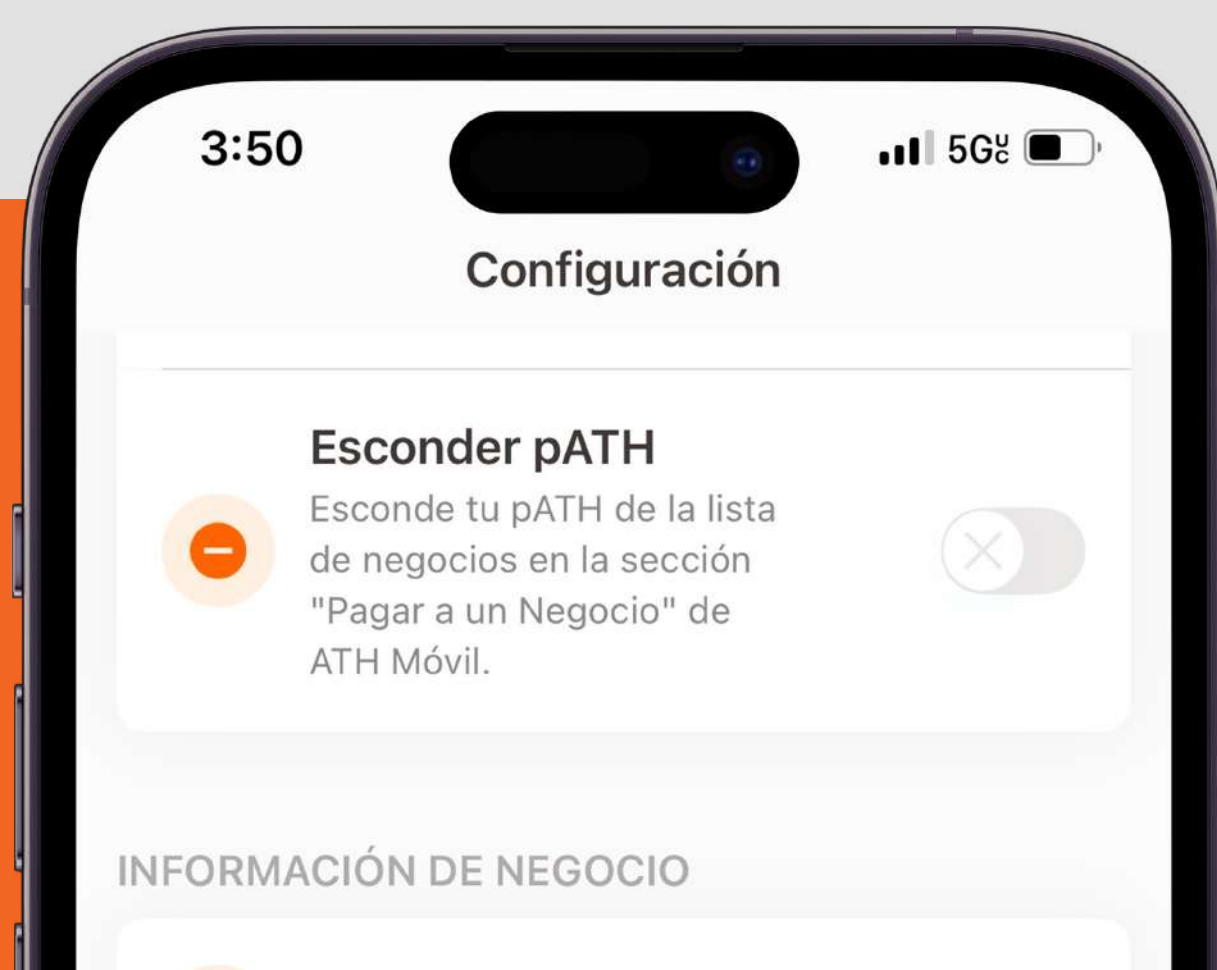 3:50
5GUC
Configuración
Esconder pATH
Esconde tu pATH de la lista
de negocios en la sección
"Pagar a un Negocio" de
ATH Móvil.
INFORMACIÓN DE NEGOCIO